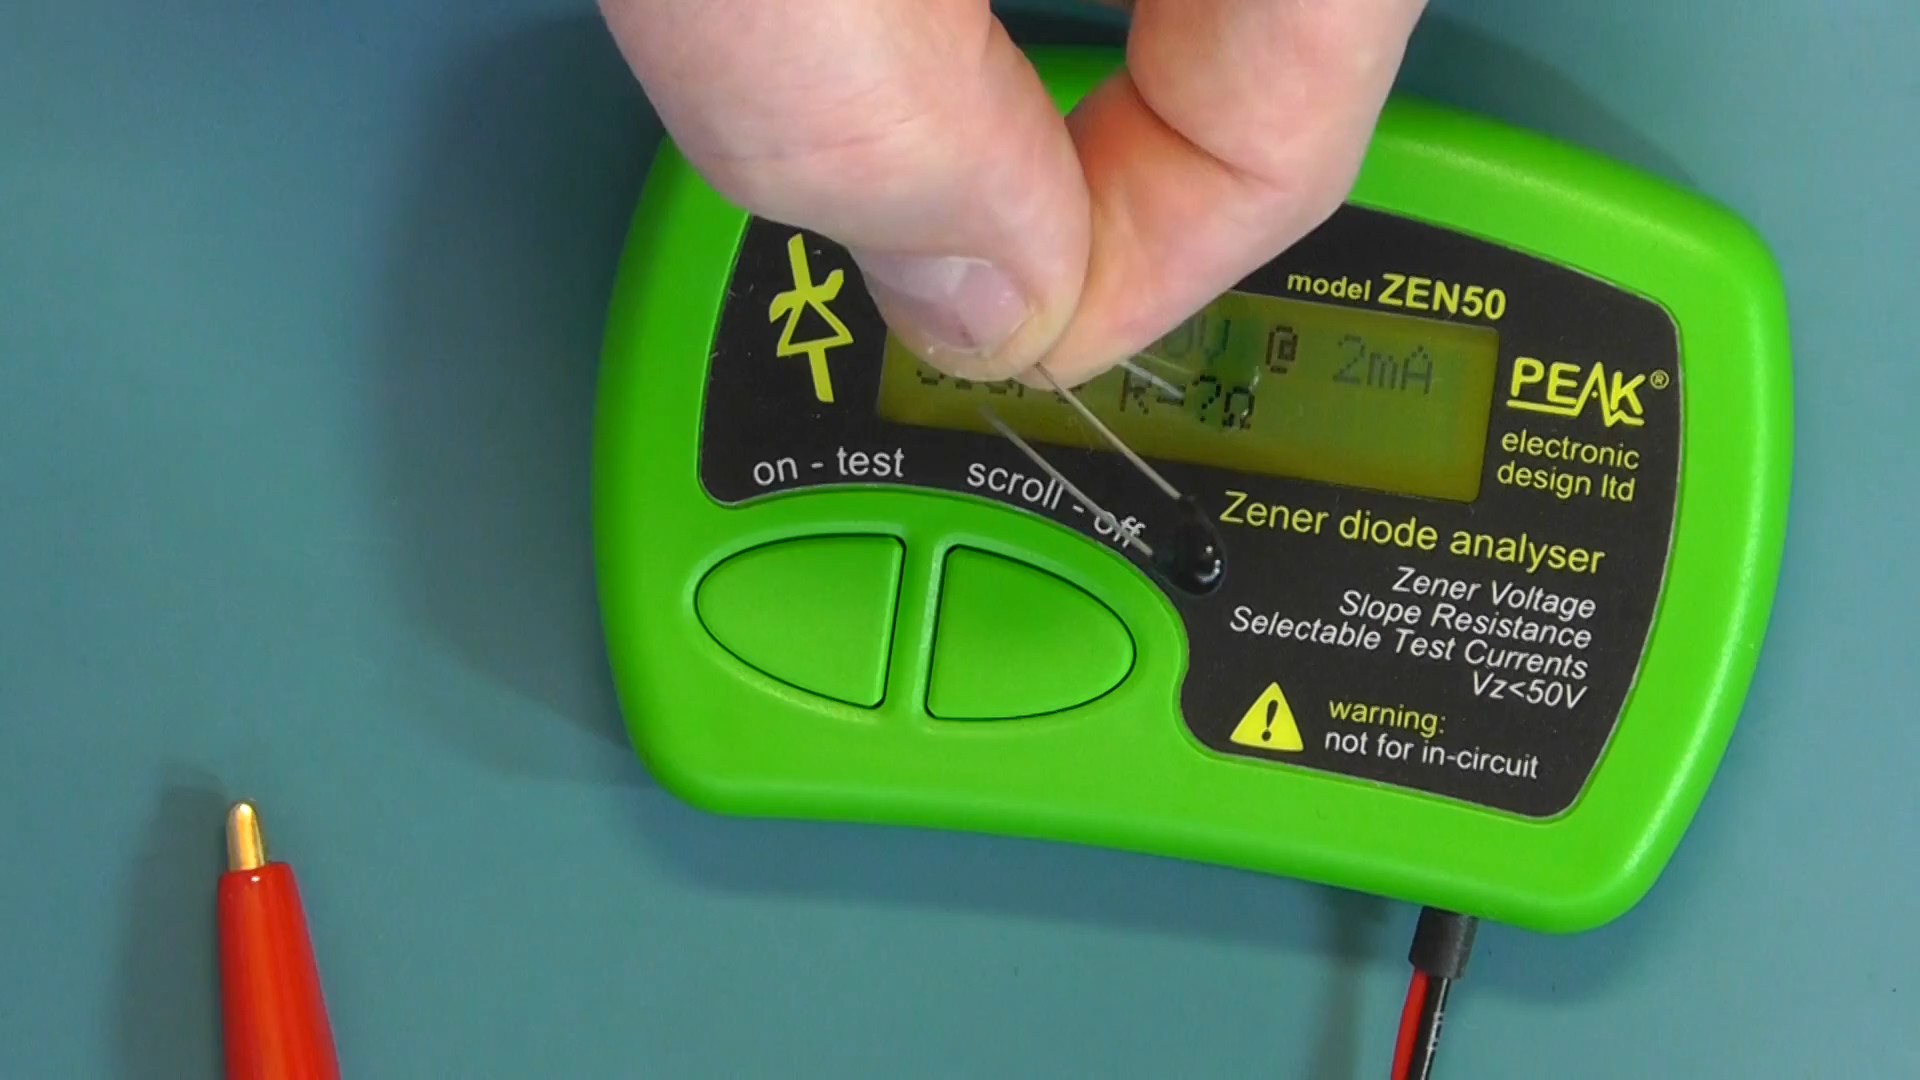 model ZEN50
0V @ 2mA
R=?Ω
PEAK®
electronic
design ltd
on - test
scroll - off
Zener diode analyser
Zener Voltage
Slope Resistance
Selectable Test Currents
Vz<50V
warning:
not for in-circuit